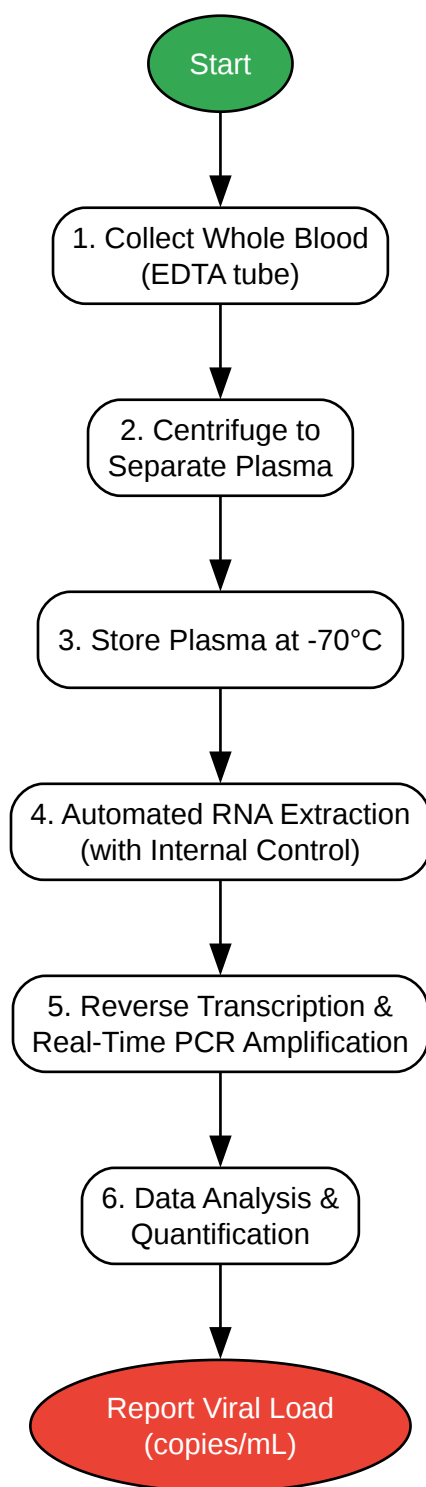 Start
1. Collect Whole Blood
(EDTA tube)
2. Centrifuge to
Separate Plasma
3. Store Plasma at -70°C
4. Automated RNA Extraction
(with Internal Control)
5. Reverse Transcription &
Real-Time PCR Amplification
6. Data Analysis &
Quantification
Report Viral Load
(copies/mL)